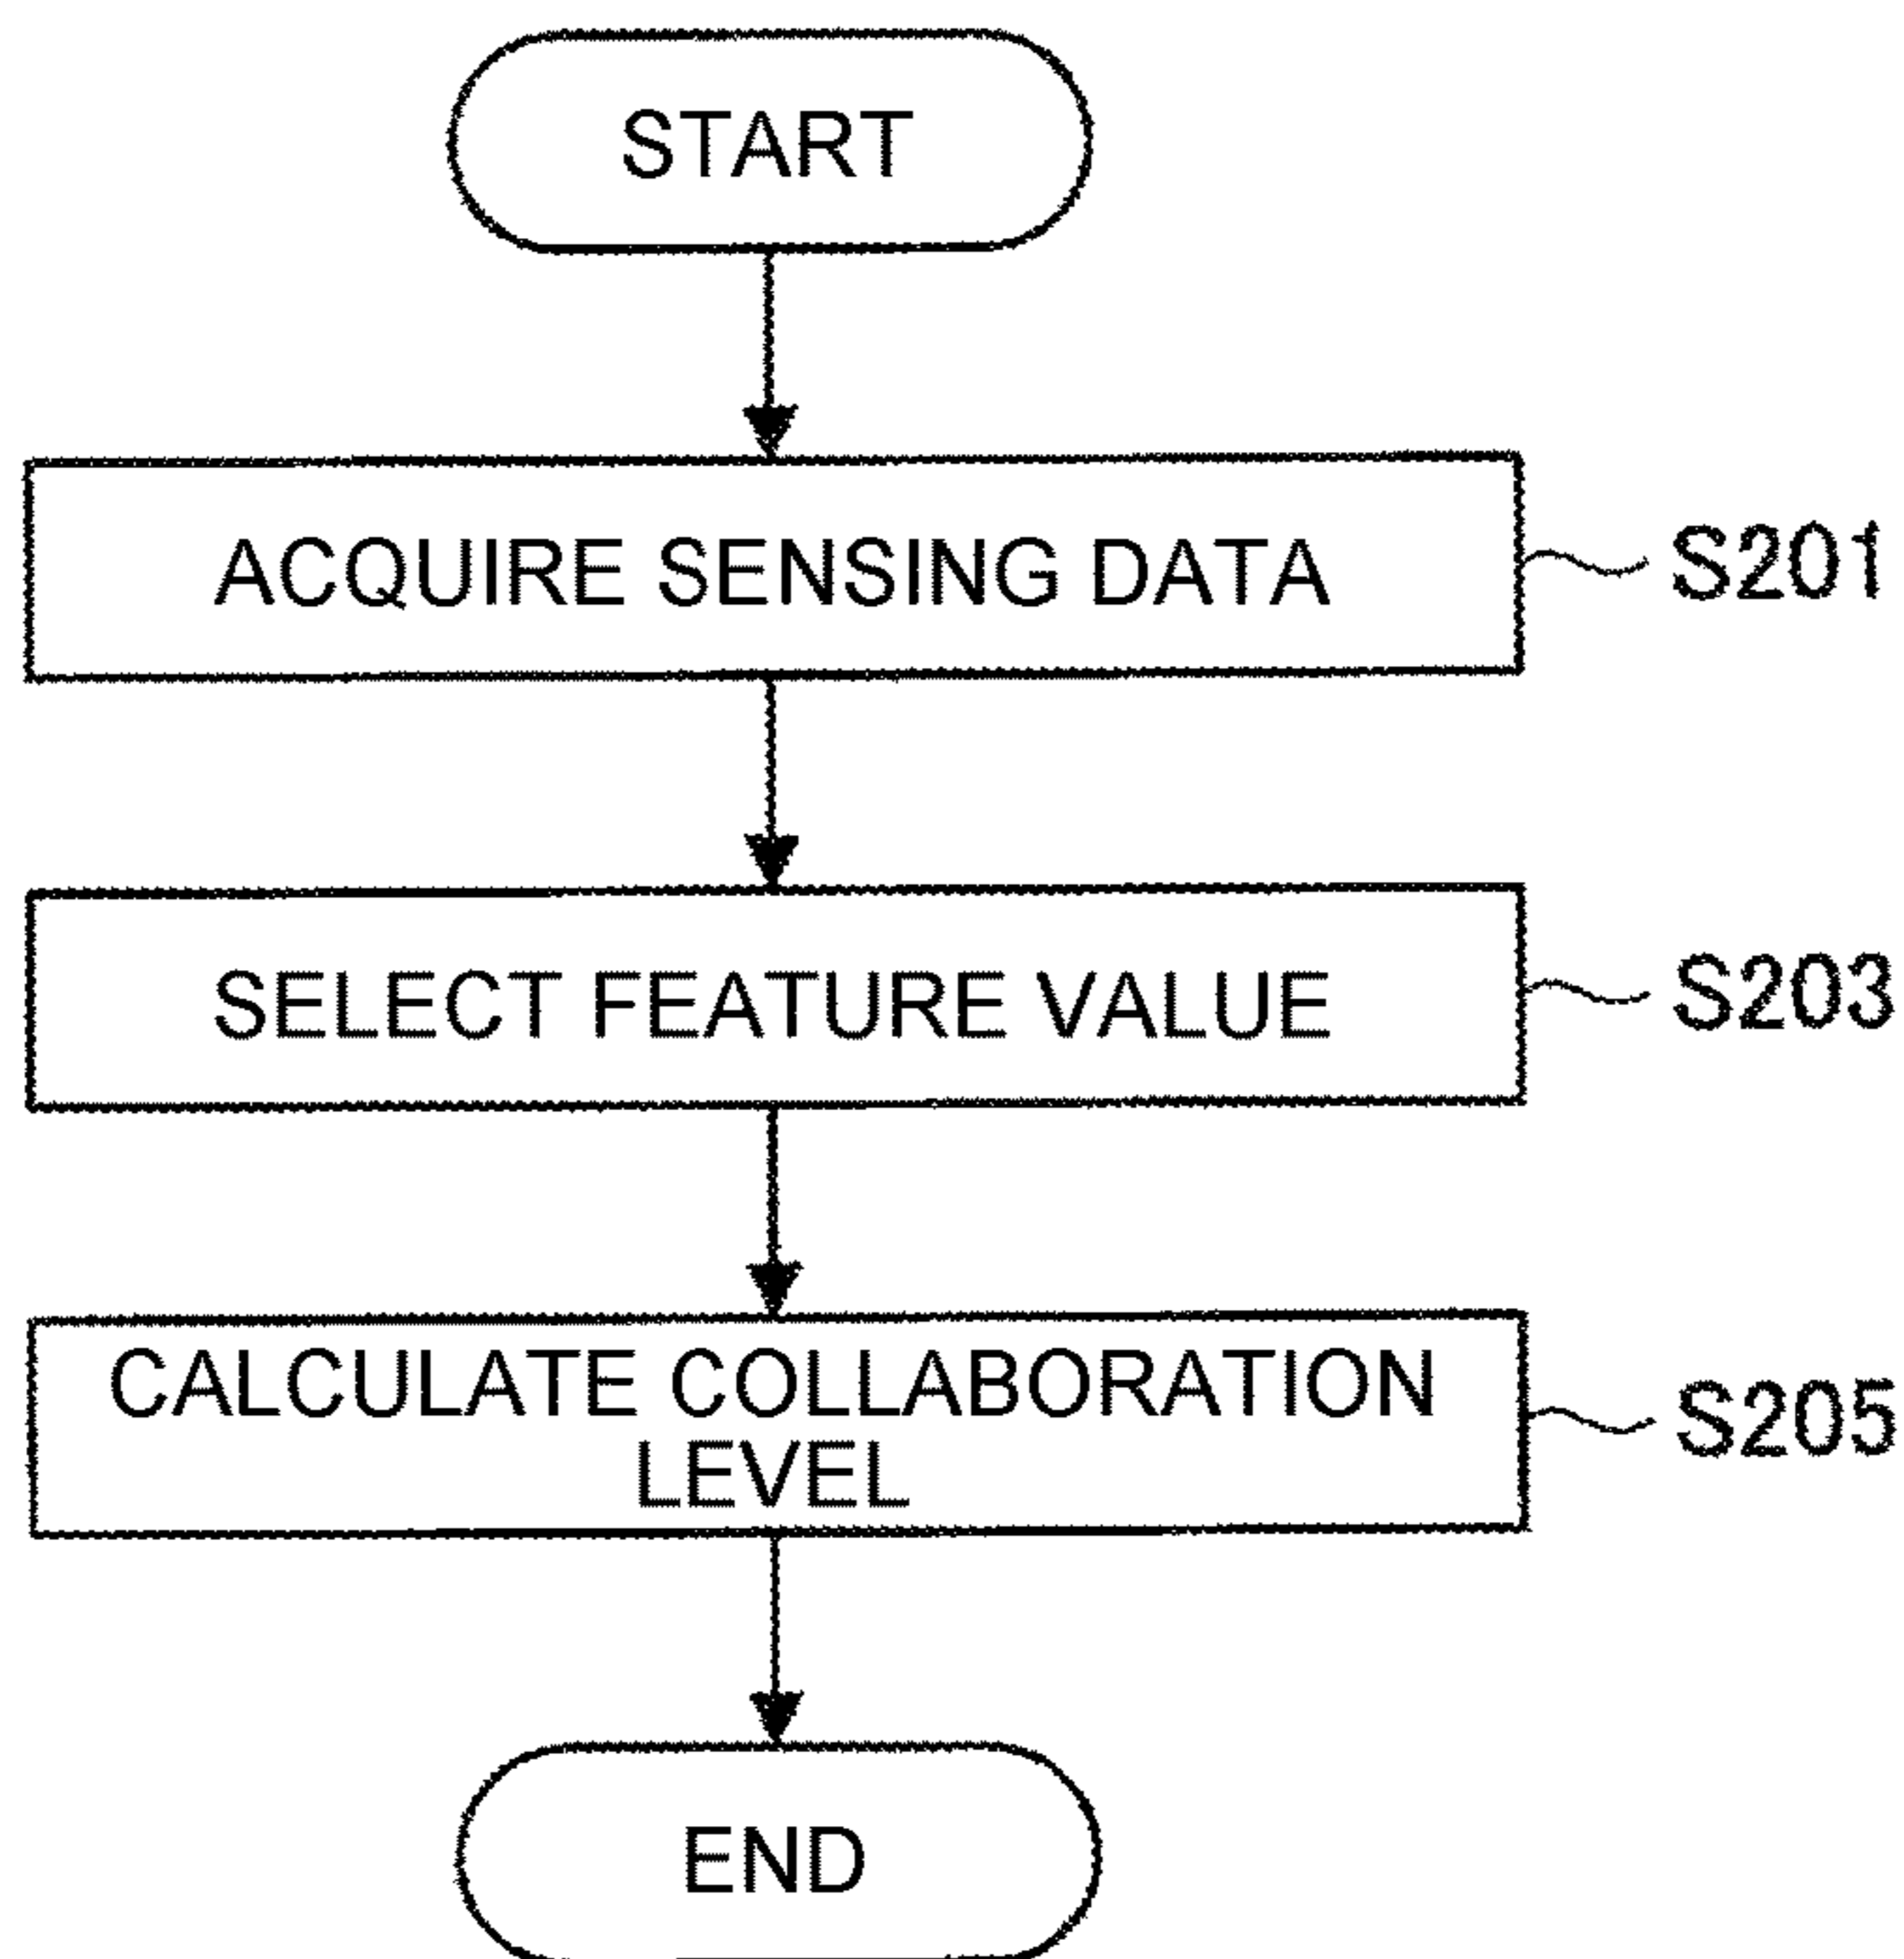 START
ACQUIRE SENSING DATA
S201
SELECT FEATURE VALUE
S203
CALCULATE COLLABORATION
LEVEL
S205
END